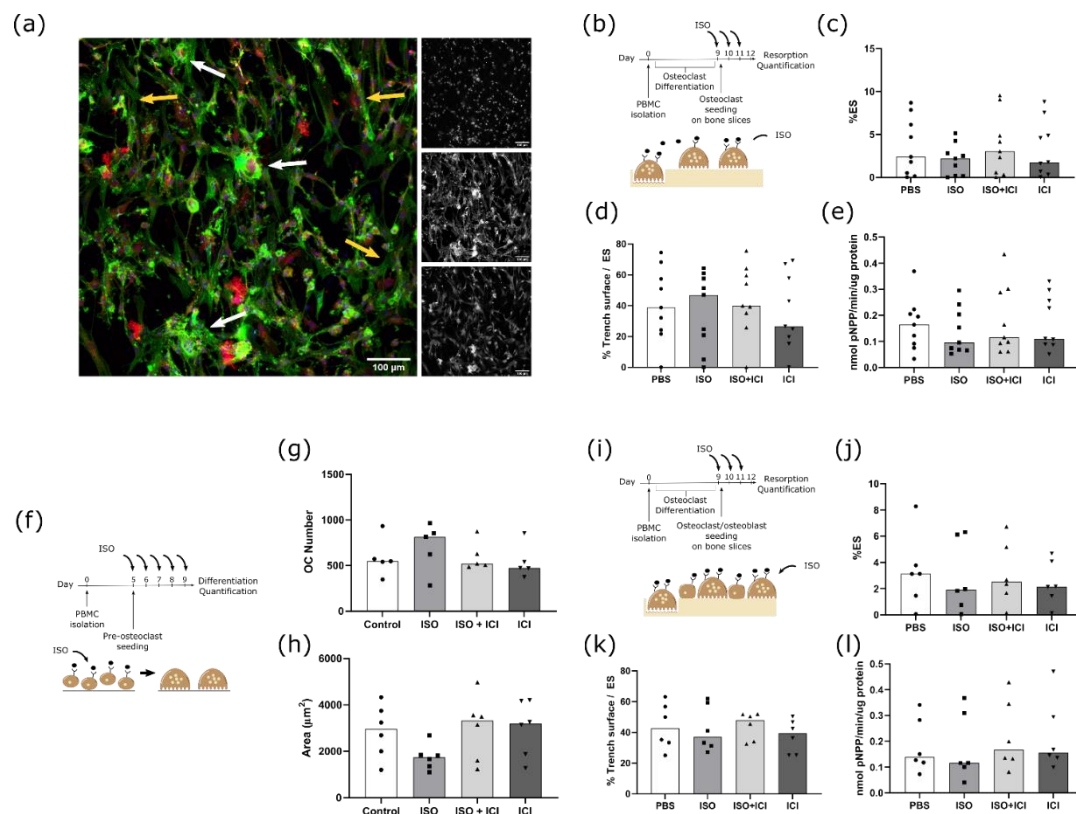 (a)
100 μm
(b)
ISO
Day 0 9 10 11 12 Resorption
Quantification
Osteoclast
Differentiation
PBMC
isolation
Osteoclast
seeding
on bone slices
ISO
(c)
%ES
10
5
0
PBS ISO ISO+ICI ICI
(d)
% Trench surface / ES
80
60
40
20
0
PBS ISO ISO+ICI ICI
(e)
nmol pNPP/min/ug protein
0.5
0.4
0.3
0.2
0.1
0.0
PBS ISO ISO+ICI ICI
(f)
ISO
Day 0 5 6 7 8 9 Differentiation
Quantification
PBMC
isolation
Pre-osteoclast
seeding
ISO
(g)
OC Number
1500
1000
500
0
Control ISO ISO + ICI ICI
(h)
Area (μm²)
6000
4000
2000
0
Control ISO ISO + ICI ICI
(i)
ISO
Day 0 9 10 11 12 Resorption
Quantification
Osteoclast
Differentiation
PBMC
isolation
Osteoclast/osteoblast
seeding
on bone slices
ISO
(j)
%ES
10
8
6
4
2
0
PBS ISO ISO+ICI ICI
(k)
% Trench surface / ES
80
60
40
20
0
PBS ISO ISO+ICI ICI
(l)
nmol pNPP/min/ug protein
0.5
0.4
0.3
0.2
0.1
0.0
PBS ISO ISO+ICI ICI